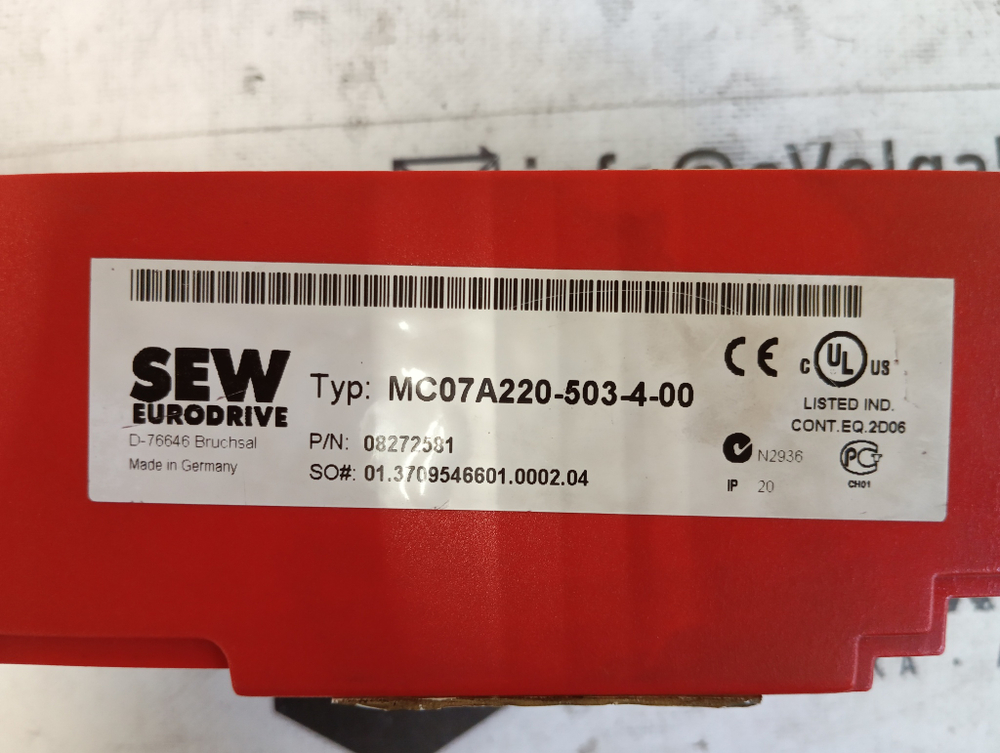 SEW
EURODRIVE
D-76646 Bruchsal
Made in Germany
Typ: MC07A220-503-4-00
P/N: 08272581
SO#: 01.3709546601.0002.04
CE
C UL US
LISTED IND.
CONT.EQ.2D06
N2936
IP 20
PCT
CH01